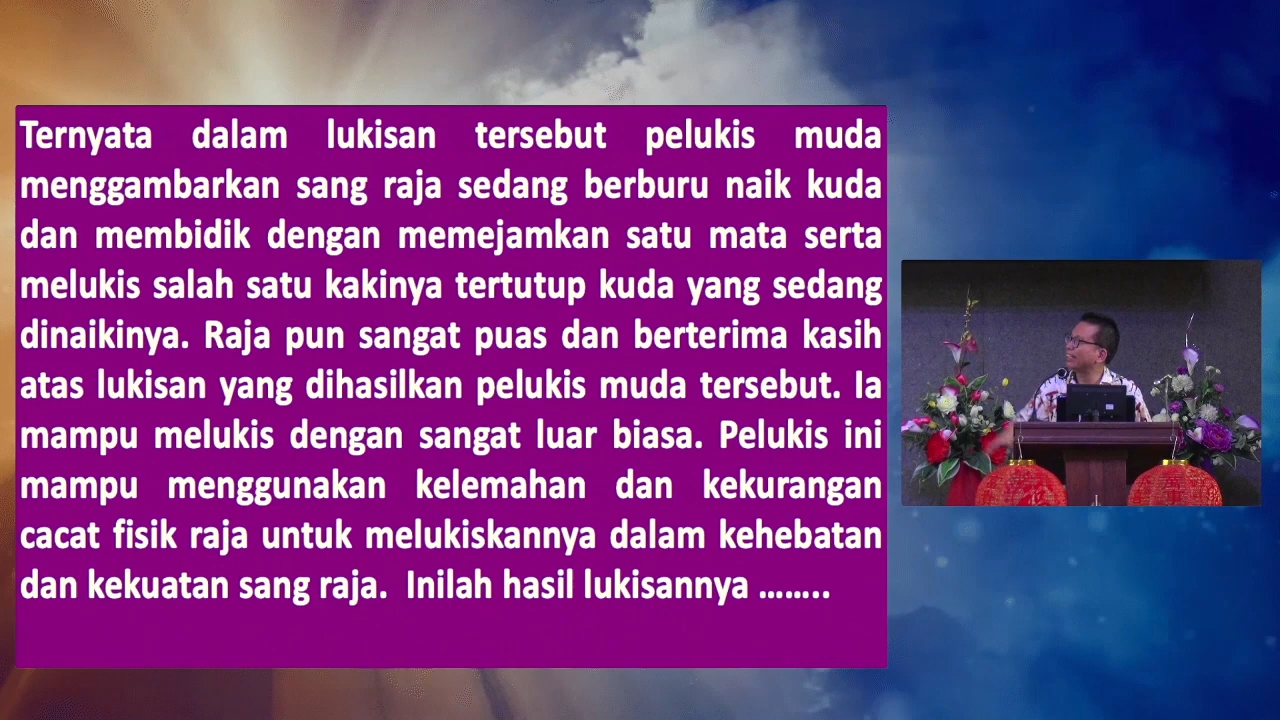 Ternyata dalam lukisan tersebut pelukis muda
menggambarkan sang raja sedang berburu naik kuda
dan membidik dengan memejamkan satu mata serta
melukis salah satu kakinya tertutup kuda yang sedang
dinaikinya. Raja pun sangat puas dan berterima kasih
atas lukisan yang dihasilkan pelukis muda tersebut. Ia
mampu melukis dengan sangat luar biasa. Pelukis ini
mampu menggunakan kelemahan dan kekurangan
cacat fisik raja untuk melukiskannya dalam kehebatan
dan kekuatan sang raja.  Inilah hasil lukisannya ……..